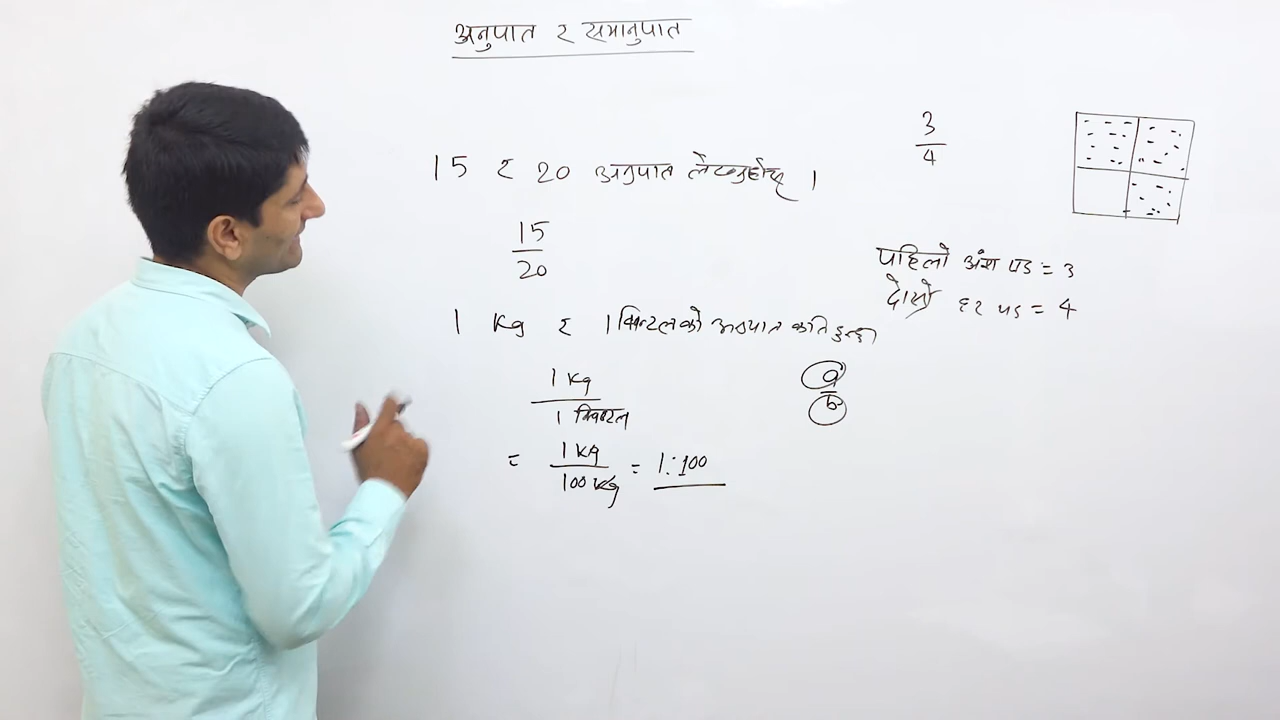 अनुपात र समानुपात
15 र 20 अनुपात लेख्नुहोस् ।
15
20
1 kg र 1 क्विन्टलको अनुपात कति हुन्छ
1 kg
1 क्विन्टल
= 1 kg
100 kg
= 1:100
3
4
पहिलो अंश पद = 3
दोस्रो हर पद = 4
a
b